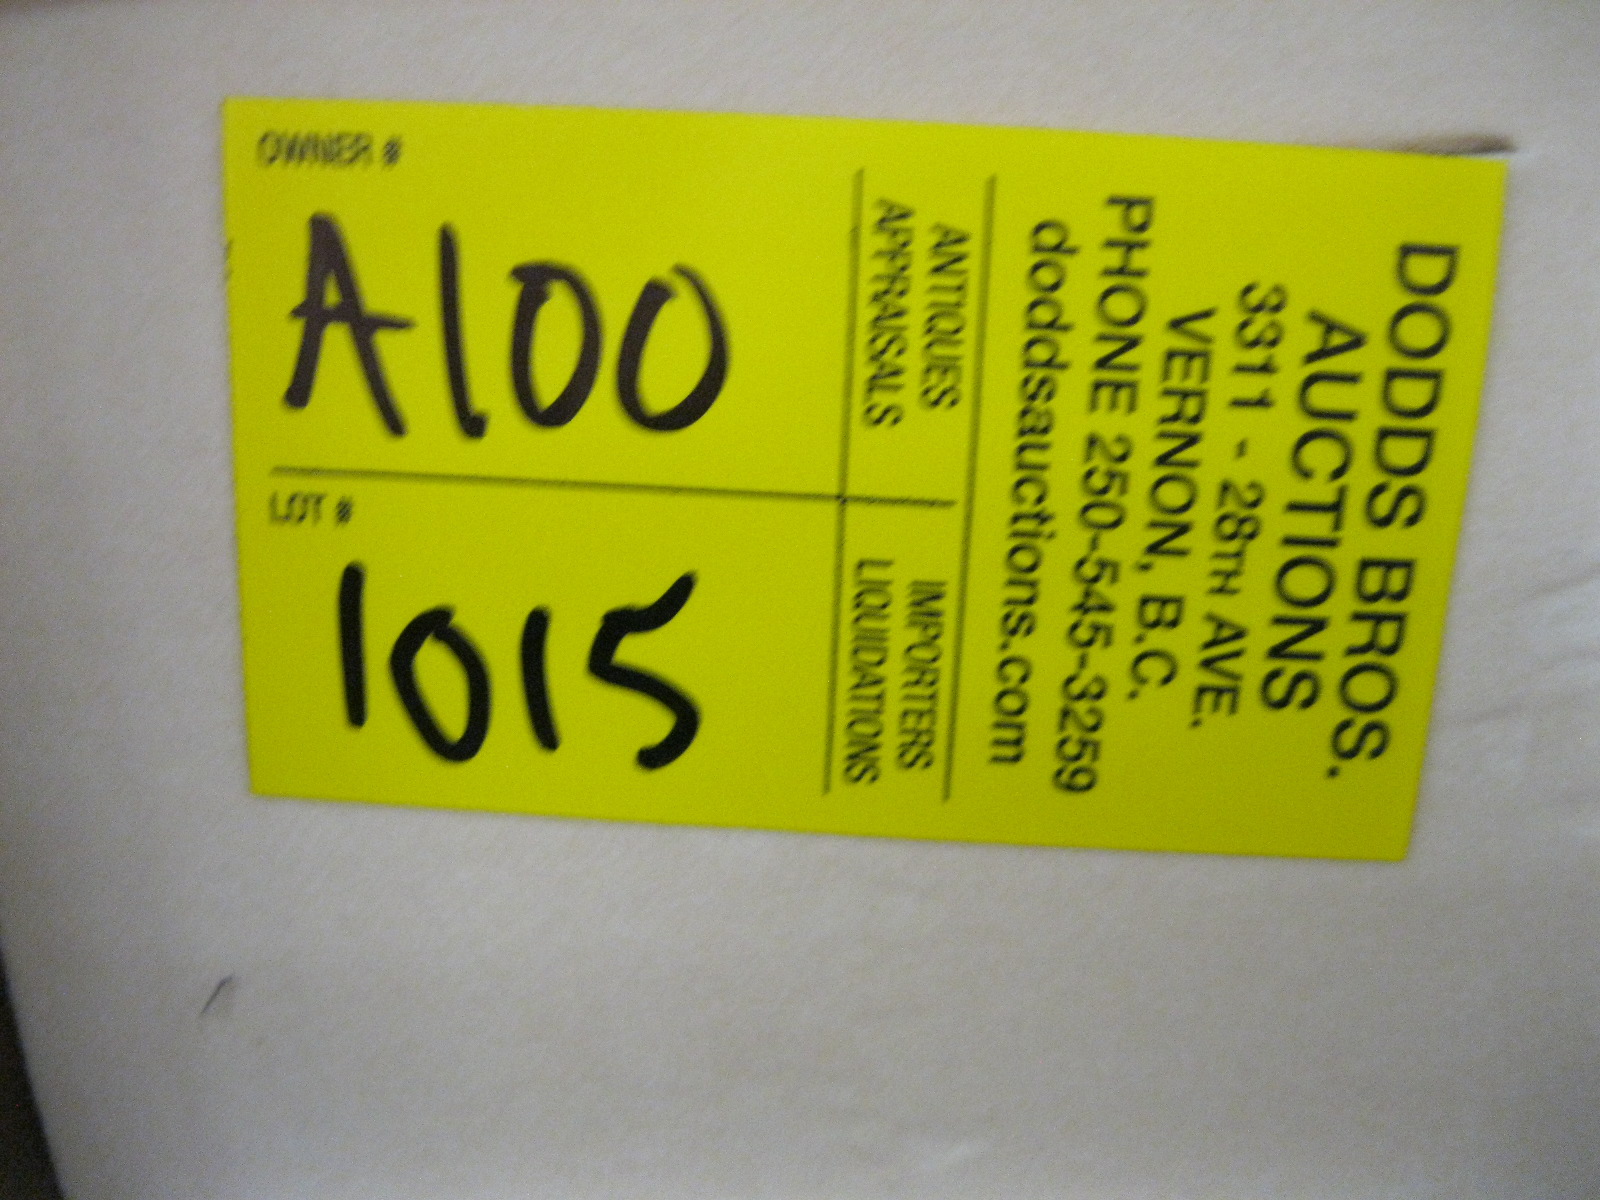 DODDS BROS.
AUCTIONS
3311 - 28TH AVE.
VERNON, B.C.
PHONE 250-545-3259
doddsauctions.com
ANTIQUES
APPRAISALS
IMPORTERS
LIQUIDATIONS
OWNER #
A100
LOT #
1015